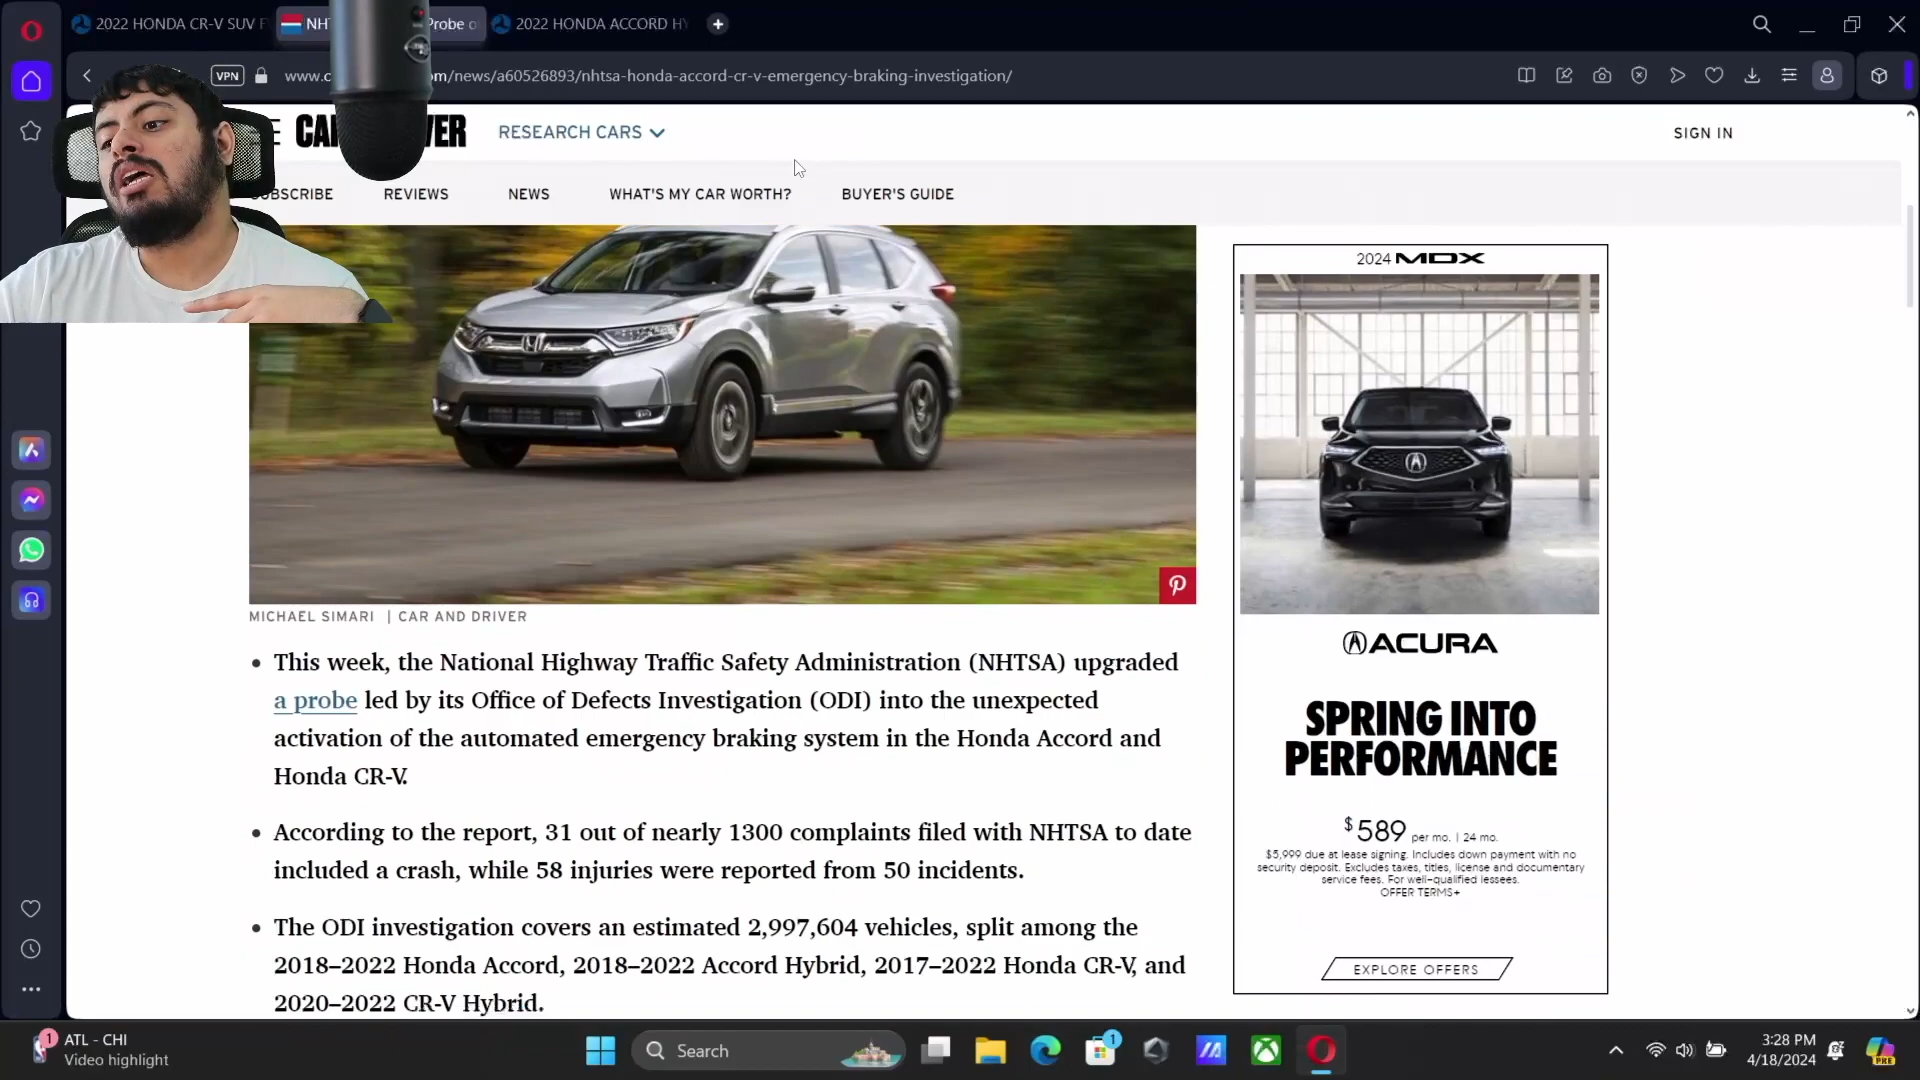 2022 HONDA CR-V SUV F
Probe o
2022 HONDA ACCORD HY
VPN
/news/a60526893/nhtsa-honda-accord-cr-v-emergency-braking-investigation/
RESEARCH CARS
SIGN IN
REVIEWS
NEWS
WHAT'S MY CAR WORTH?
BUYER'S GUIDE
MICHAEL SIMARI | CAR AND DRIVER
• This week, the National Highway Traffic Safety Administration (NHTSA) upgraded
a probe led by its Office of Defects Investigation (ODI) into the unexpected
activation of the automated emergency braking system in the Honda Accord and
Honda CR-V.
• According to the report, 31 out of nearly 1300 complaints filed with NHTSA to date
included a crash, while 58 injuries were reported from 50 incidents.
• The ODI investigation covers an estimated 2,997,604 vehicles, split among the
2018–2022 Honda Accord, 2018–2022 Accord Hybrid, 2017–2022 Honda CR-V, and
2020–2022 CR-V Hybrid.
2024 MDX
ACURA
SPRING INTO
PERFORMANCE
$589 per mo. | 24 mo.
$5,999 due at lease signing. Includes down payment with no
security deposit. Excludes taxes, titles, license and documentary
service fees. For well-qualified lessees.
OFFER TERMS+
EXPLORE OFFERS
1
ATL - CHI
Video highlight
Search
1
3:28 PM
4/18/2024
PRE